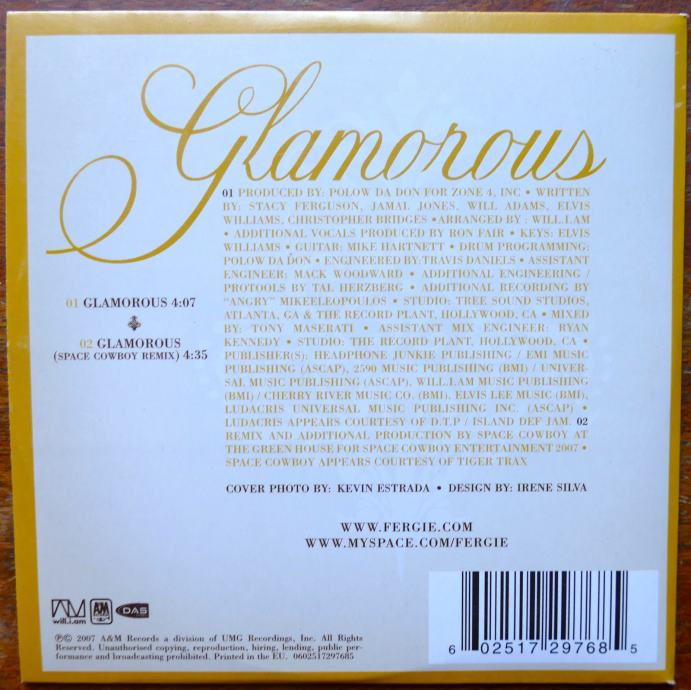 Glamorous
01 PRODUCED BY: POLOW DA DON FOR ZONE 4, INC • WRITTEN
BY: STACY FERGUSON, JAMAL JONES, WILL ADAMS, ELVIS
WILLIAMS, CHRISTOPHER BRIDGES •ARRANGED BY : WILL.I.AM
• ADDITIONAL VOCALS PRODUCED BY RON FAIR • KEYS: ELVIS
WILLIAMS • GUITAR: MIKE HARTNETT • DRUM PROGRAMMING:
POLOW DA DON • ENGINEERED BY:TRAVIS DANIELS • ASSISTANT
ENGINEER: MACK WOODWARD • ADDITIONAL ENGINEERING /
PROTOOLS BY TAL HERZBERG • ADDITIONAL RECORDING BY
"ANGRY" MIKEELEOPOULOS • STUDIO: TREE SOUND STUDIOS,
ATLANTA, GA & THE RECORD PLANT, HOLLYWOOD, CA • MIXED
BY: TONY MASERATI • ASSISTANT MIX ENGINEER: RYAN
KENNEDY • STUDIO: THE RECORD PLANT, HOLLYWOOD, CA •
PUBLISHER(S): HEADPHONE JUNKIE PUBLISHING / EMI MUSIC
PUBLISHING (ASCAP), 2590 MUSIC PUBLISHING (BMI) / UNIVER-
SAL MUSIC PUBLISHING (ASCAP), WILL.I.AM MUSIC PUBLISHING
(BMI) / CHERRY RIVER MUSIC CO. (BMI), ELVIS LEE MUSIC (BMI),
LUDACRIS UNIVERSAL MUSIC PUBLISHING INC. (ASCAP) •
LUDACRIS APPEARS COURTESY OF D.T.P / ISLAND DEF JAM. 02
REMIX AND ADDITIONAL PRODUCTION BY SPACE COWBOY AT
THE GREEN HOUSE FOR SPACE COWBOY ENTERTAINMENT 2007 •
SPACE COWBOY APPEARS COURTESY OF TIGER TRAX
01 GLAMOROUS 4:07
02 GLAMOROUS
(SPACE COWBOY REMIX) 4:35
COVER PHOTO BY: KEVIN ESTRADA • DESIGN BY: IRENE SILVA
WWW.FERGIE.COM
WWW.MYSPACE.COM/FERGIE
will.i.am
A&M
DAS
℗© 2007 A&M Records a division of UMG Recordings, Inc. All Rights
Reserved. Unauthorised copying, reproduction, hiring, lending, public per-
formance and broadcasting prohibited. Printed in the EU. 0602517297685
6 02517 29768 5